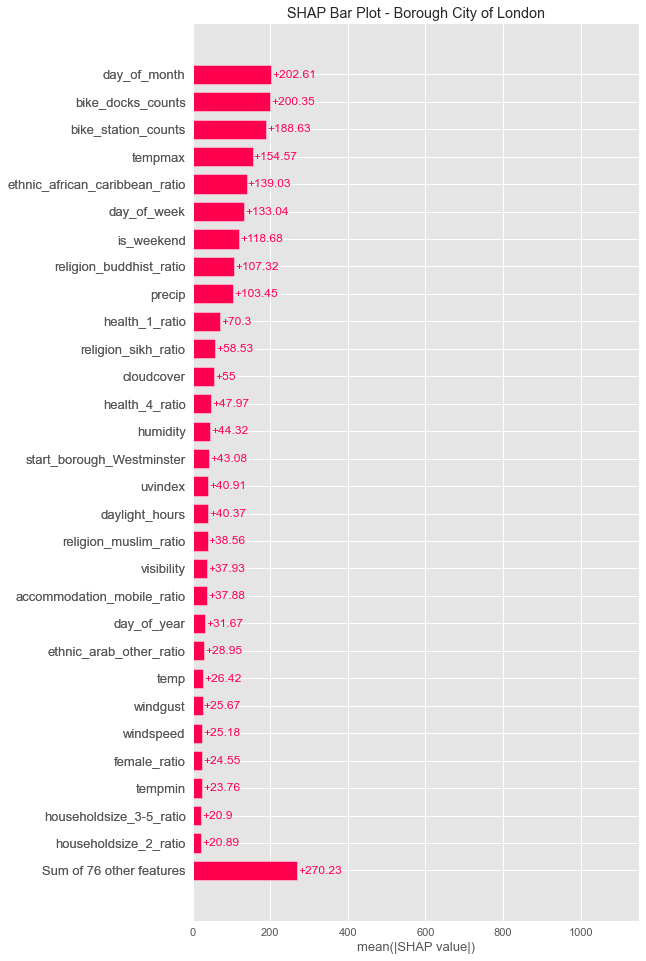 SHAP Bar Plot - Borough City of London
day_of_month +202.61
bike_docks_counts +200.35
bike_station_counts +188.63
tempmax +154.57
ethnic_african_caribbean_ratio +139.03
day_of_week +133.04
is_weekend +118.68
religion_buddhist_ratio +107.32
precip +103.45
health_1_ratio +70.3
religion_sikh_ratio +58.53
cloudcover +55
health_4_ratio +47.97
humidity +44.32
start_borough_Westminster +43.08
uvindex +40.91
daylight_hours +40.37
religion_muslim_ratio +38.56
visibility +37.93
accommodation_mobile_ratio +37.88
day_of_year +31.67
ethnic_arab_other_ratio +28.95
temp +26.42
windgust +25.67
windspeed +25.18
female_ratio +24.55
tempmin +23.76
householdsize_3-5_ratio +20.9
householdsize_2_ratio +20.89
Sum of 76 other features +270.23
0 200 400 600 800 1000
mean(|SHAP value|)